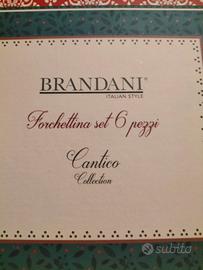 BRANDANI®
ITALIAN STYLE
Forchettina set 6 pezzi
Cantico
Collection
subito